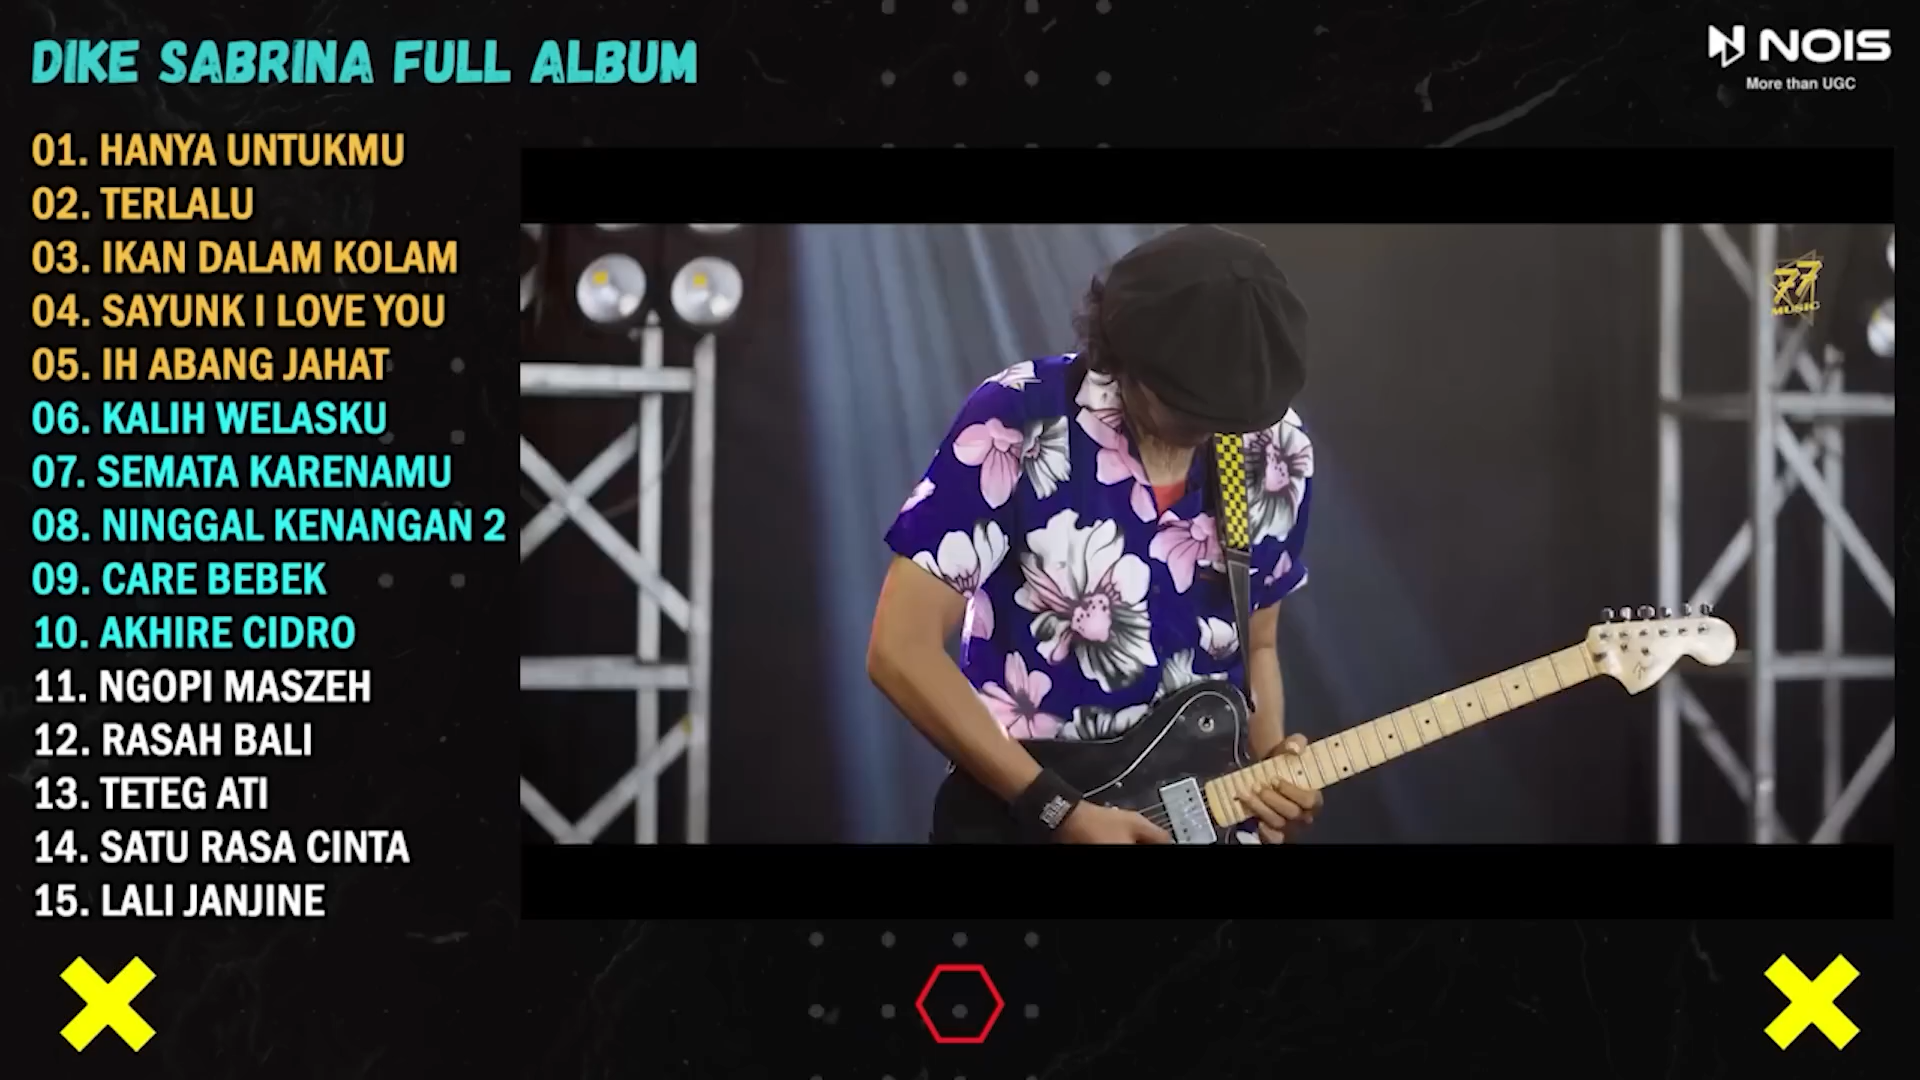 DIKE SABRINA FULL ALBUM
NOIS
More than UGC
01. HANYA UNTUKMU
02. TERLALU
03. IKAN DALAM KOLAM
04. SAYUNK I LOVE YOU
05. IH ABANG JAHAT
06. KALIH WELASKU
07. SEMATA KARENAMU
08. NINGGAL KENANGAN 2
09. CARE BEBEK
10. AKHIRE CIDRO
11. NGOPI MASZEH
12. RASAH BALI
13. TETEG ATI
14. SATU RASA CINTA
15. LALI JANJINE
77
MUSIC